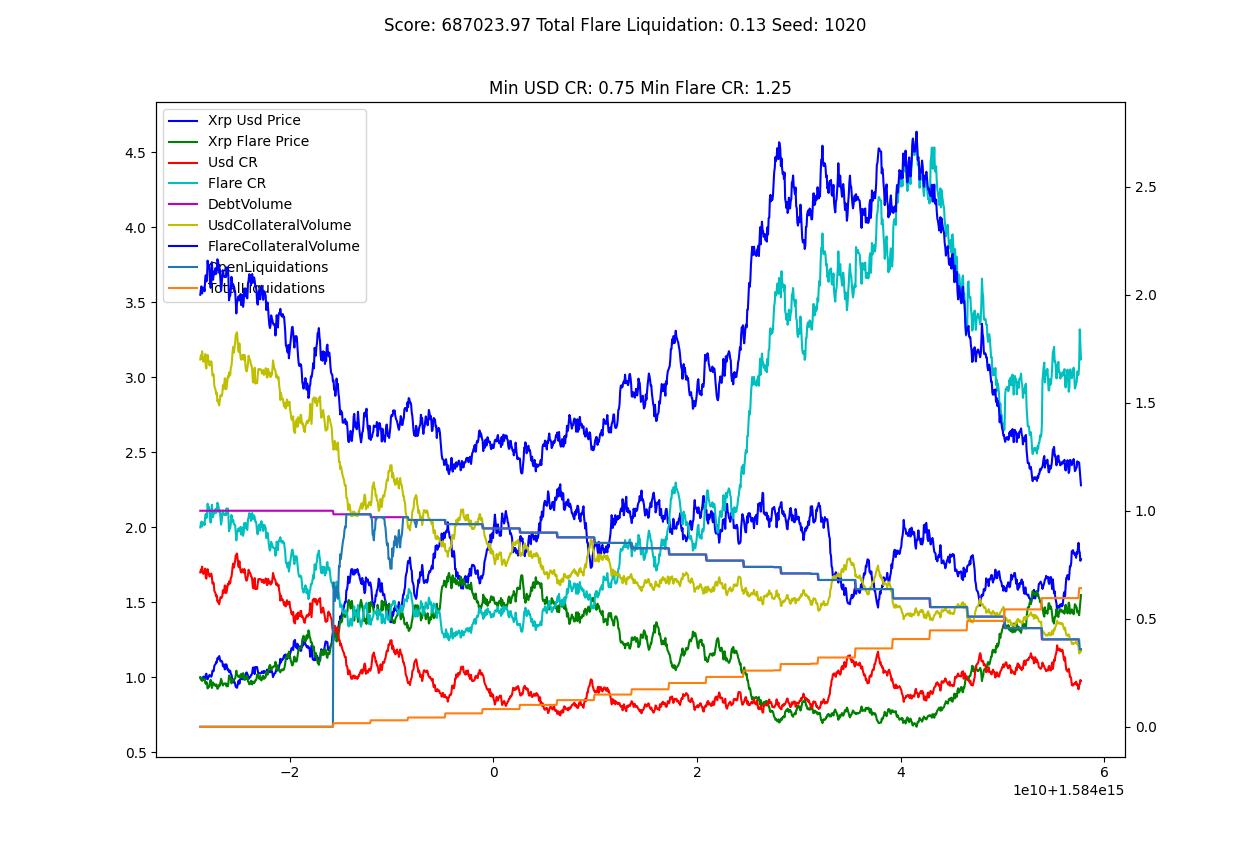 Score: 687023.97 Total Flare Liquidation: 0.13 Seed: 1020
Min USD CR: 0.75 Min Flare CR: 1.25
Xrp Usd Price
Xrp Flare Price
Usd CR
Flare CR
DebtVolume
UsdCollateralVolume
FlareCollateralVolume
OpenLiquidations
TotalLiquidations
4.5
4.0
3.5
3.0
2.5
2.0
1.5
1.0
0.5
2.5
2.0
1.5
1.0
0.5
0.0
−2 0 2 4 6
1e10+1.584e15